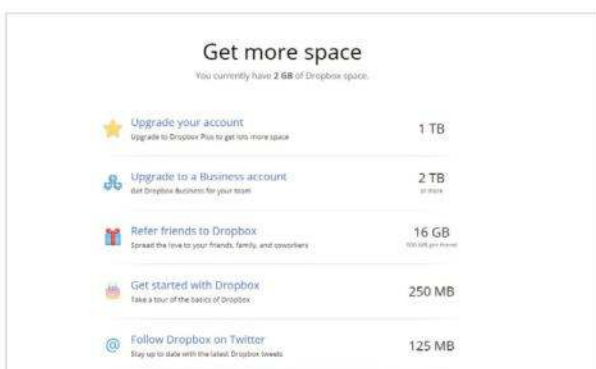 Get more space
You currently have 2 GB of Dropbox space.
Upgrade your account
Upgrade to Dropbox Plus to get lots more space
1 TB
Upgrade to a Business account
Get Dropbox Business for your team
2 TB
or more
Refer friends to Dropbox
Spread the love to your friends, family, and coworkers
16 GB
500 MB per friend
Get started with Dropbox
Take a tour of the basics of Dropbox
250 MB
@
Follow Dropbox on Twitter
Stay up to date with the latest Dropbox tweets
125 MB